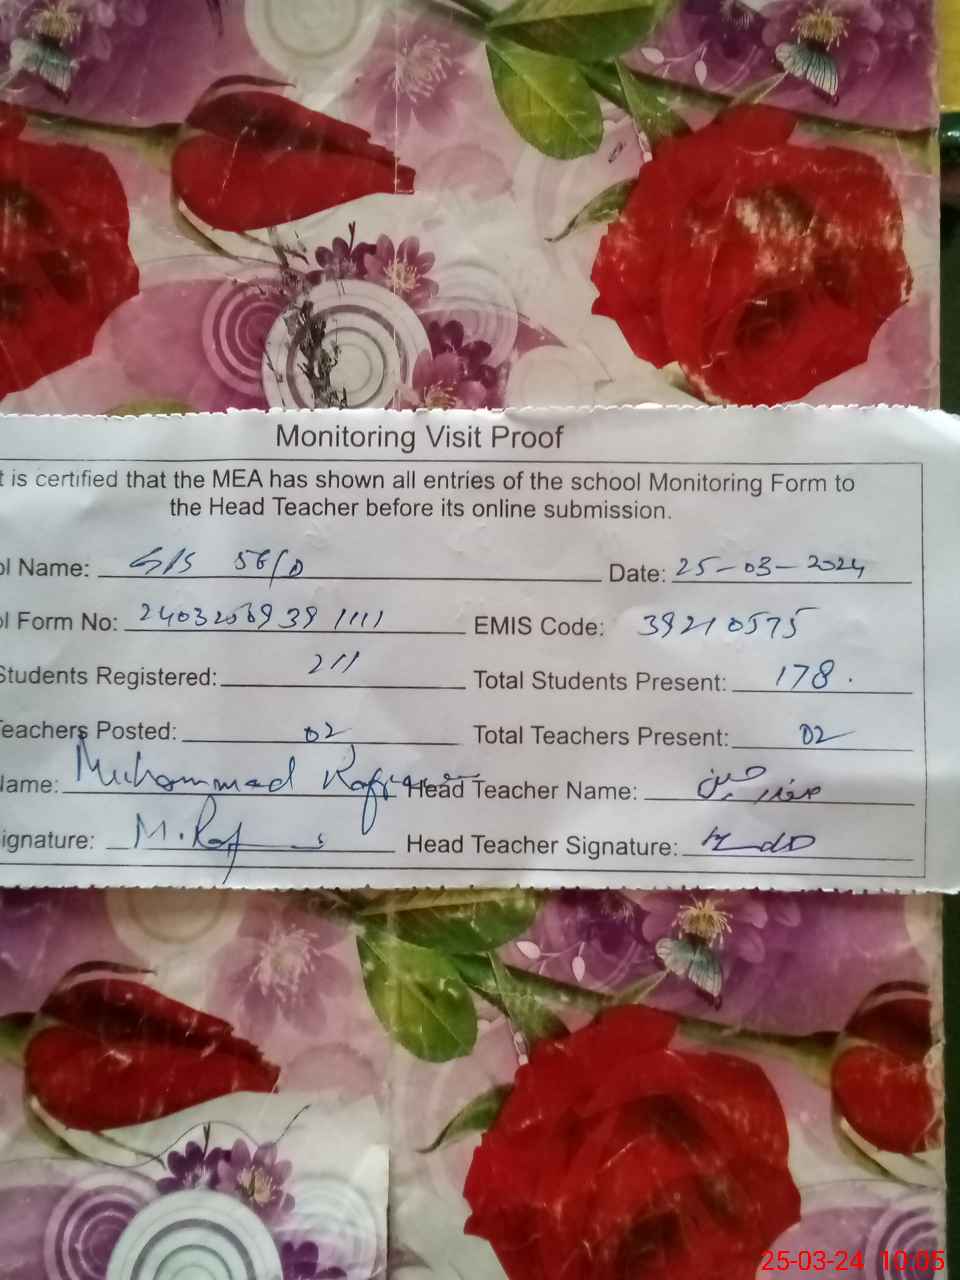 Monitoring Visit Proof
t is certified that the MEA has shown all entries of the school Monitoring Form to
the Head Teacher before its online submission.
ol Name: GPS 56/D Date: 25-03-2024
ol Form No: 
EMIS Code: 39210575
Students Registered: 211 Total Students Present: 178.
Teachers Posted: 02 Total Teachers Present: 02
Name: Muhammad Head Teacher Name: صفدر حسین
ignature: Head Teacher Signature:
25-03-24 10:05